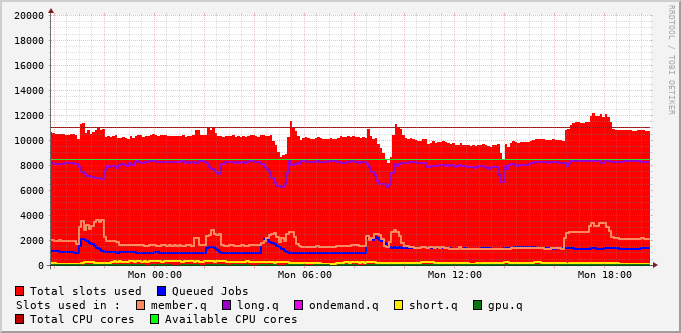 20000
18000
16000
14000
12000
10000
8000
6000
4000
2000
0
Mon 00:00 Mon 06:00 Mon 12:00 Mon 18:00
Total slots used Queued Jobs
Slots used in : member.q long.q ondemand.q short.q gpu.q
Total CPU cores Available CPU cores
RRDTOOL / TOBI OETIKER